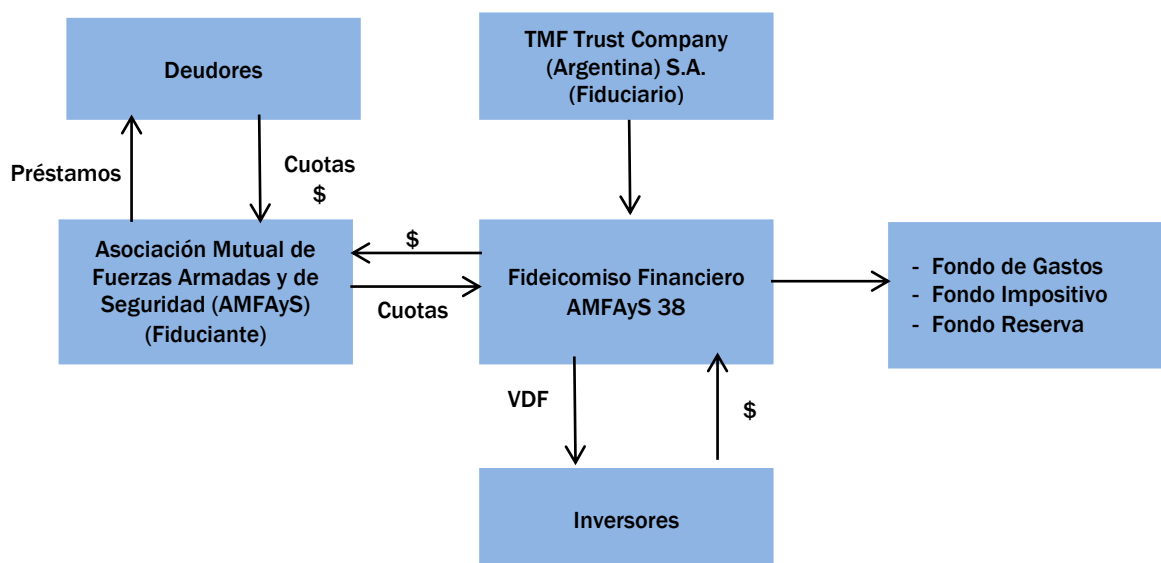 Deudores
TMF Trust Company
(Argentina) S.A.
(Fiduciario)
Préstamos
Cuotas
$
Asociación Mutual de
Fuerzas Armadas y de
Seguridad (AMFAyS)
(Fiduciante)
$
Cuotas
Fideicomiso Financiero
AMFAyS 38
- Fondo de Gastos
- Fondo Impositivo
- Fondo Reserva
VDF
$
Inversores